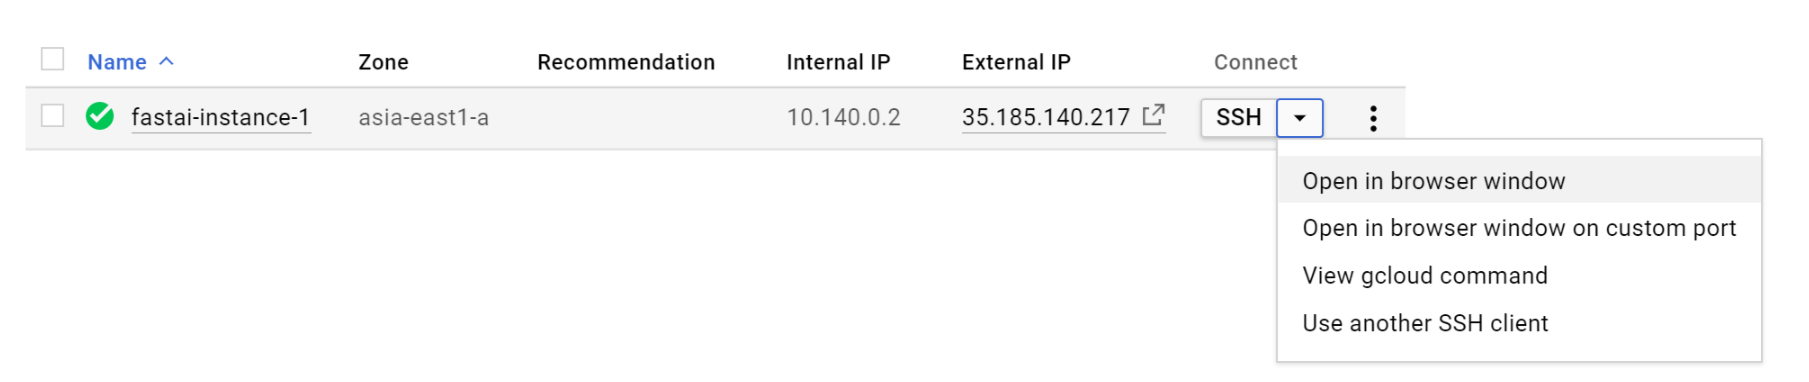 Name Zone Recommendation Internal IP External IP Connect
fastai-instance-1 asia-east1-a 10.140.0.2 35.185.140.217 SSH
Open in browser window
Open in browser window on custom port
View gcloud command
Use another SSH client